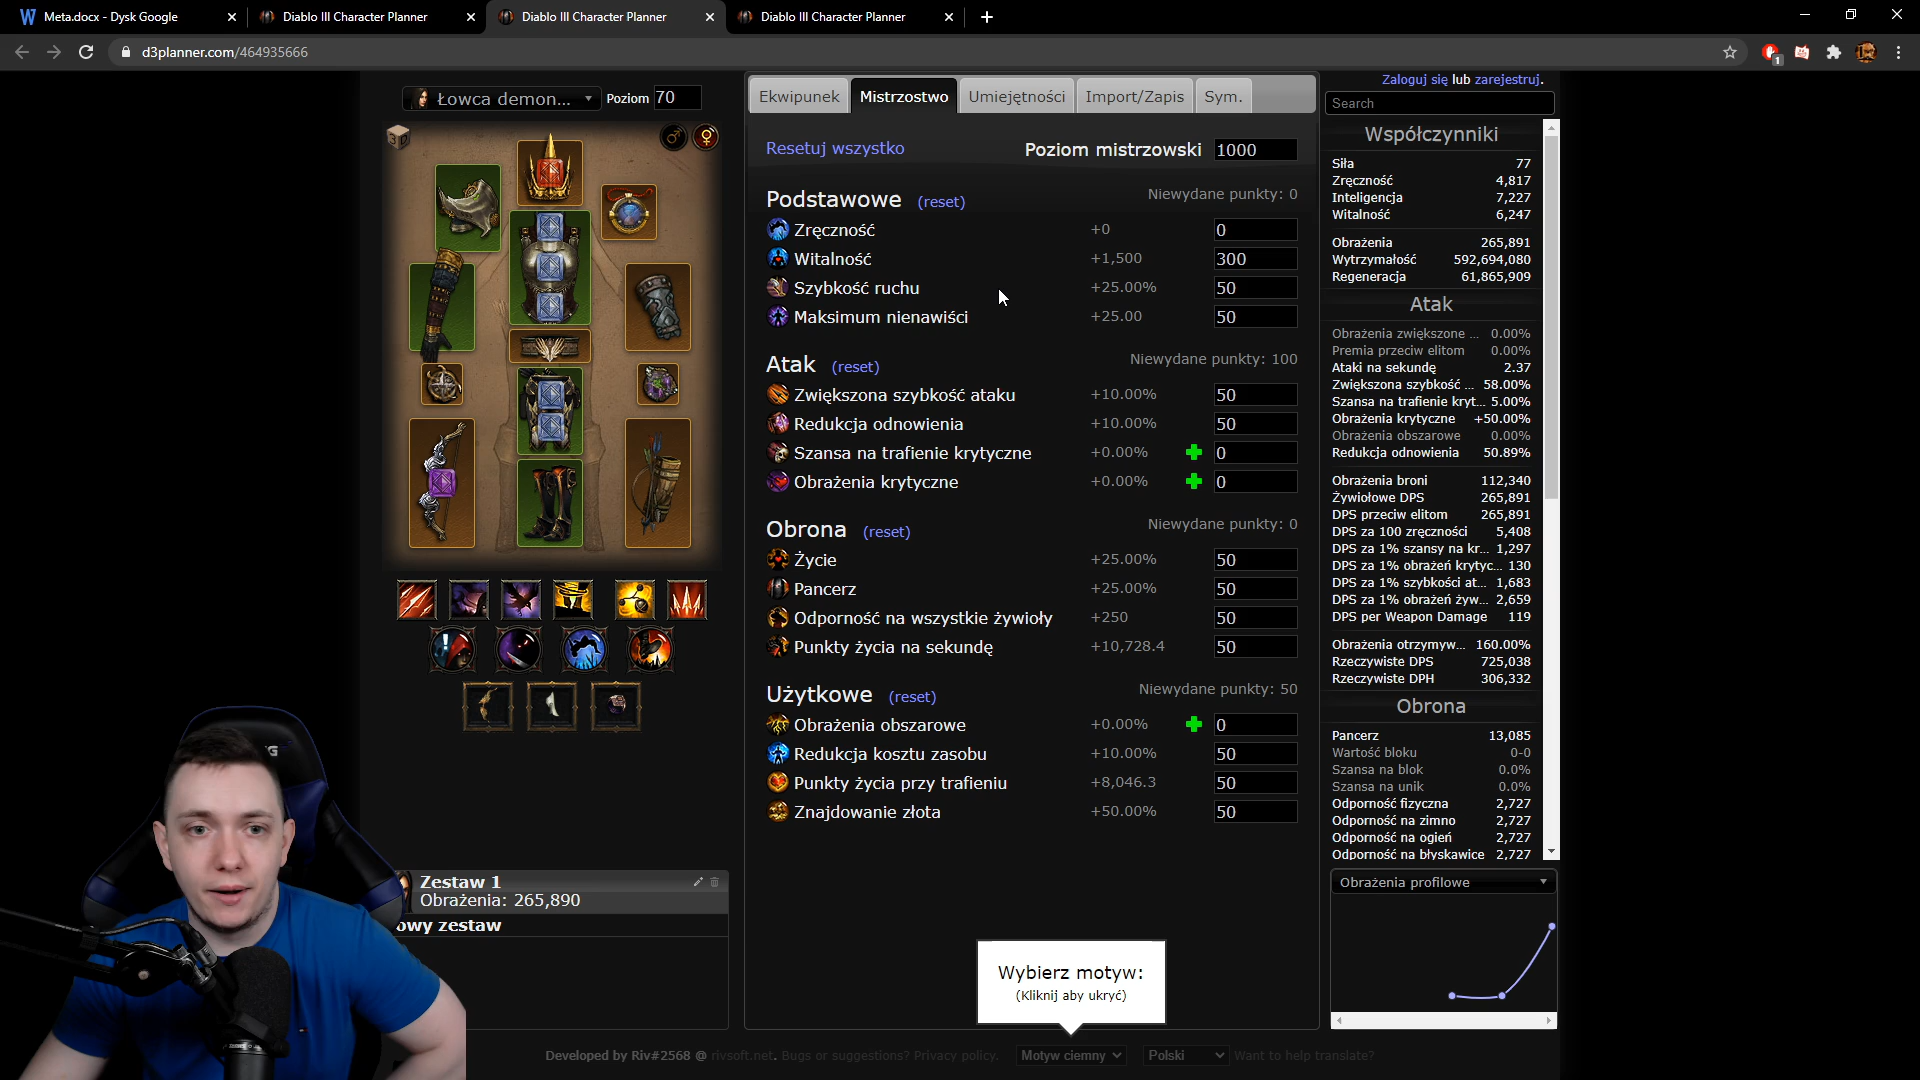 Meta.docx - Dysk Google
Diablo III Character Planner
Diablo III Character Planner
Diablo III Character Planner
d3planner.com/464935666
1
Łowca demon...
Poziom 70
3D
Ekwipunek
Mistrzostwo
Umiejętności
Import/Zapis
Sym.
Resetuj wszystko
Poziom mistrzowski 1000
Podstawowe (reset) Niewydane punkty: 0
Zręczność +0 0
Witalność +1,500 300
Szybkość ruchu +25.00% 50
Maksimum nienawiści +25.00 50
Atak (reset) Niewydane punkty: 100
Zwiększona szybkość ataku +10.00% 50
Redukcja odnowienia +10.00% 50
Szansa na trafienie krytyczne +0.00% 0
Obrażenia krytyczne +0.00% 0
Obrona (reset) Niewydane punkty: 0
Życie +25.00% 50
Pancerz +25.00% 50
Odporność na wszystkie żywioły +250 50
Punkty życia na sekundę +10,728.4 50
Użytkowe (reset) Niewydane punkty: 50
Obrażenia obszarowe +0.00% 0
Redukcja kosztu zasobu +10.00% 50
Punkty życia przy trafieniu +8,046.3 50
Znajdowanie złota +50.00% 50
Zaloguj się lub zarejestruj.
Search
Współczynniki
Siła 77
Zręczność 4,817
Inteligencja 7,227
Witalność 6,247
Obrażenia 265,891
Wytrzymałość 592,694,080
Regeneracja 61,865,909
Atak
Obrażenia zwiększone ... 0.00%
Premia przeciw elitom 0.00%
Ataki na sekundę 2.37
Zwiększona szybkość ... 58.00%
Szansa na trafienie kryt... 5.00%
Obrażenia krytyczne +50.00%
Obrażenia obszarowe 0.00%
Redukcja odnowienia 50.89%
Obrażenia broni 112,340
Żywiołowe DPS 265,891
DPS przeciw elitom 265,891
DPS za 100 zręczności 5,408
DPS za 1% szansy na kr... 1,297
DPS za 1% obrażeń krytyc... 130
DPS za 1% szybkości at... 1,683
DPS za 1% obrażeń żyw... 2,659
DPS per Weapon Damage 119
Obrażenia otrzymyw... 160.00%
Rzeczywiste DPS 725,038
Rzeczywiste DPH 306,332
Obrona
Pancerz 13,085
Wartość bloku 0-0
Szansa na blok 0.0%
Szansa na unik 0.0%
Odporność fizyczna 2,727
Odporność na zimno 2,727
Odporność na ogień 2,727
Odporność na błyskawice 2,727
Obrażenia profilowe
Zestaw 1
Obrażenia: 265,890
owy zestaw
Wybierz motyw:
(Kliknij aby ukryć)
Developed by Riv#2568 @ rivsoft.net. Bugs or suggestions? Privacy policy.
Motyw ciemny
Polski
Want to help translate?